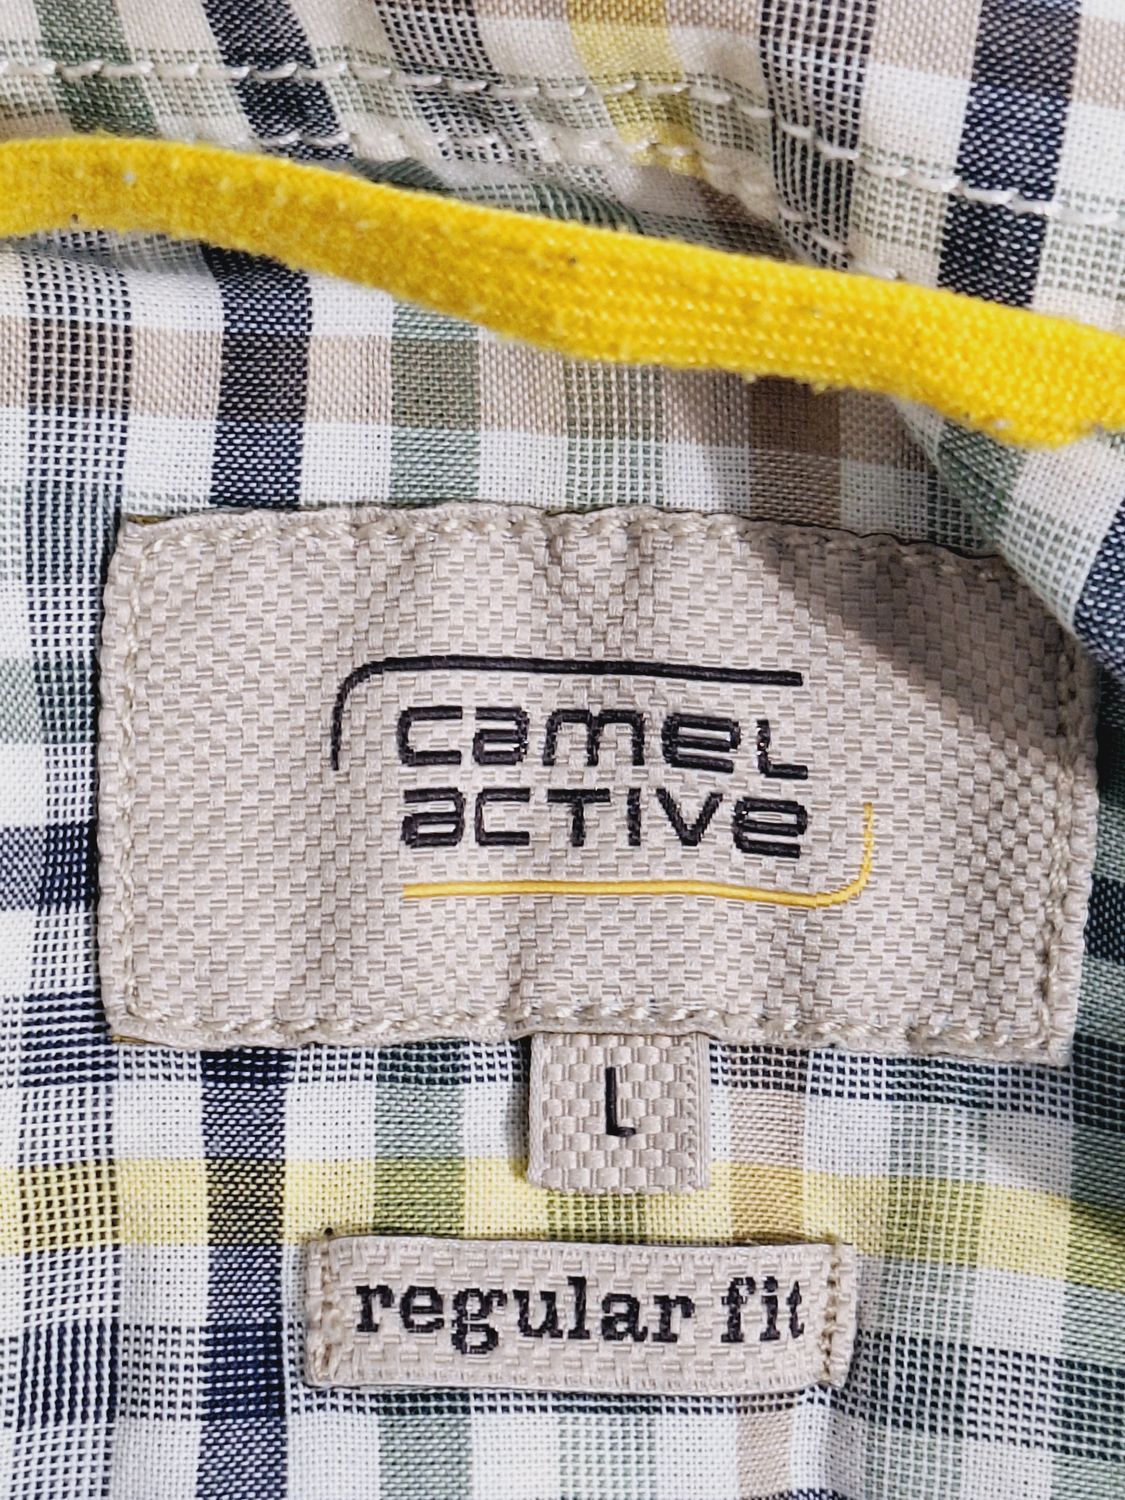 camel
active
L
regular fit